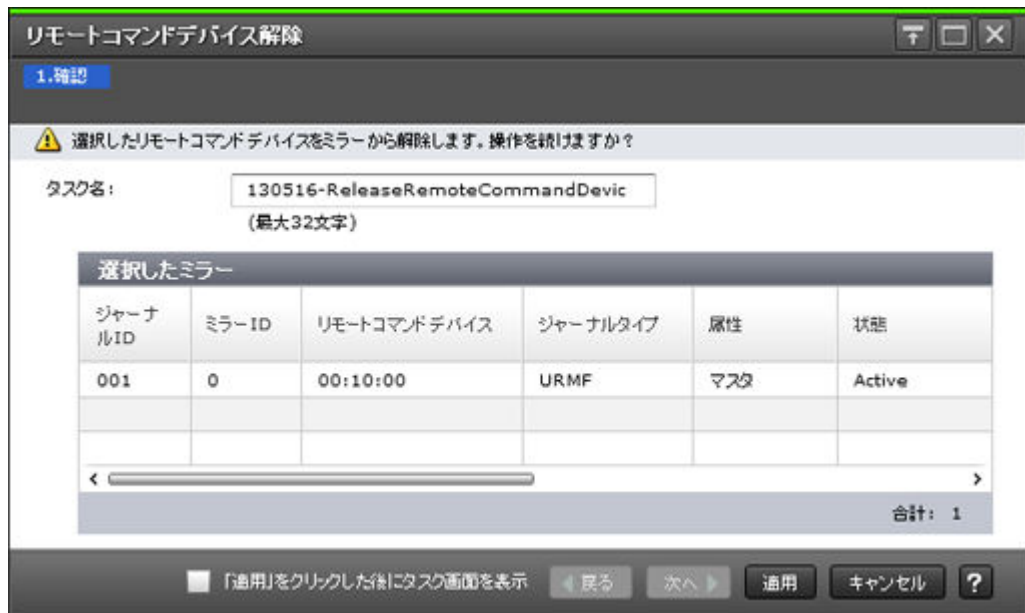 リモートコマンドデバイス解除
1.確認
選択したリモートコマンドデバイスをミラーから解除します。操作を続けますか?
タスク名: 130516-ReleaseRemoteCommandDevic
(最大32文字)
選択したミラー
ジャーナルID ミラーID リモートコマンドデバイス ジャーナルタイプ 属性 状態
001 0 00:10:00 URMF マスタ Active
合計: 1
「適用」をクリックした後にタスク画面を表示 戻る 次へ 適用 キャンセル ?